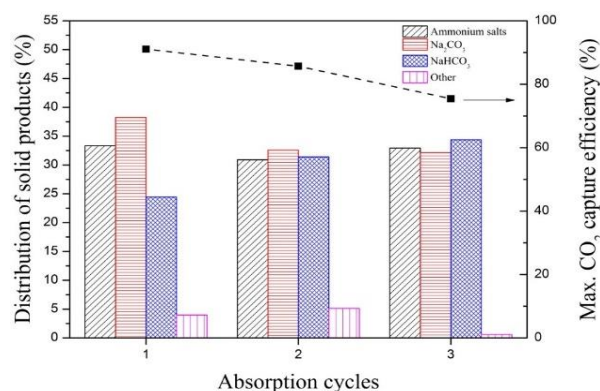 55
50
45
40
35
30
25
20
15
10
5
0
Distribution of solid products (%)
Ammonium salts
Na₂CO₃
NaHCO₃
Other
100
80
60
40
20
0
Max. CO₂ capture efficiency (%)
1 2 3
Absorption cycles